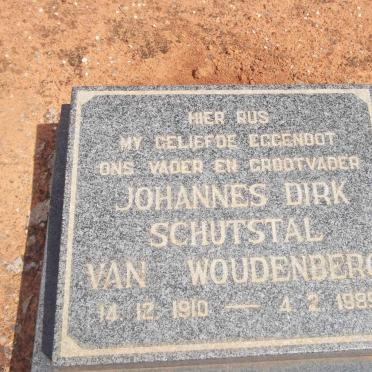 HIER RUS
MY GELIEFDE EGGENOOT
ONS VADER EN GROOTVADER
JOHANNES DIRK
SCHUTSTAL
VAN WOUDENBERG
14. 12. 1910 — 4. 2. 1989